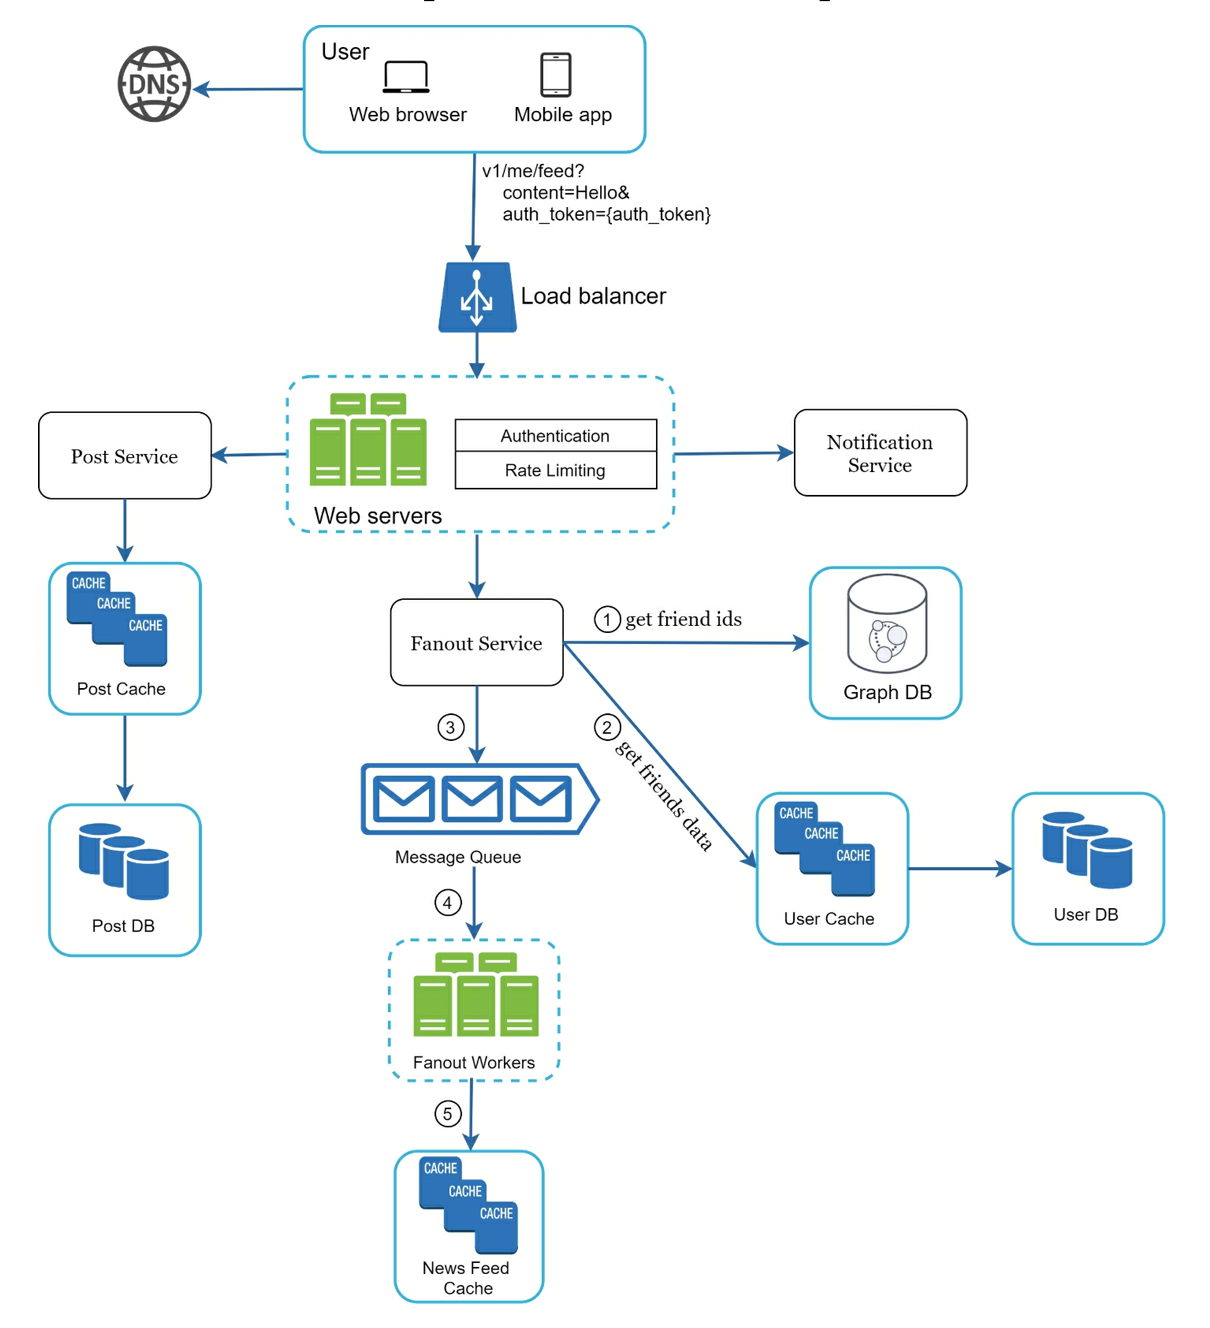 User
DNS
Web browser
Mobile app
v1/me/feed?
content=Hello&
auth_token={auth_token}
Load balancer
Authentication
Rate Limiting
Web servers
Post Service
Notification
Service
CACHE
CACHE
CACHE
Post Cache
Post DB
Fanout Service
1 get friend ids
Graph DB
2 get friends data
CACHE
CACHE
CACHE
User Cache
User DB
3
Message Queue
4
Fanout Workers
5
CACHE
CACHE
CACHE
News Feed
Cache